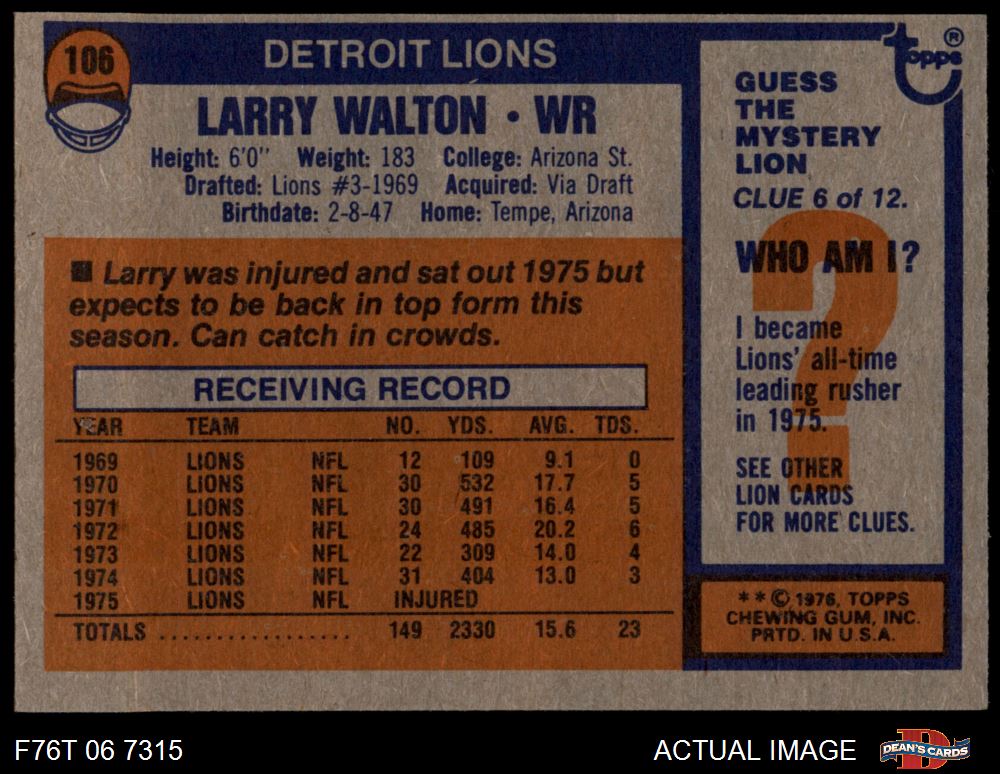 106
DETROIT LIONS
LARRY WALTON • WR
Height: 6'0" Weight: 183 College: Arizona St.
Drafted: Lions #3-1969 Acquired: Via Draft
Birthdate: 2-8-47 Home: Tempe, Arizona
■ Larry was injured and sat out 1975 but
expects to be back in top form this
season. Can catch in crowds.
RECEIVING RECORD
YEAR TEAM NO. YDS. AVG. TDS.
1969 LIONS NFL 12 109 9.1 0
1970 LIONS NFL 30 532 17.7 5
1971 LIONS NFL 30 491 16.4 5
1972 LIONS NFL 24 485 20.2 6
1973 LIONS NFL 22 309 14.0 4
1974 LIONS NFL 31 404 13.0 3
1975 LIONS NFL INJURED
TOTALS .................. 149 2330 15.6 23
Topps ®
GUESS
THE
MYSTERY
LION
CLUE 6 of 12.
WHO AM I?
I became
Lions' all-time
leading rusher
in 1975.
SEE OTHER
LION CARDS
FOR MORE CLUES.
?
* * © 1976, TOPPS
CHEWING GUM, INC.
PRTD. IN U.S.A.
F76T 06 7315
ACTUAL IMAGE
DEAN'S CARDS